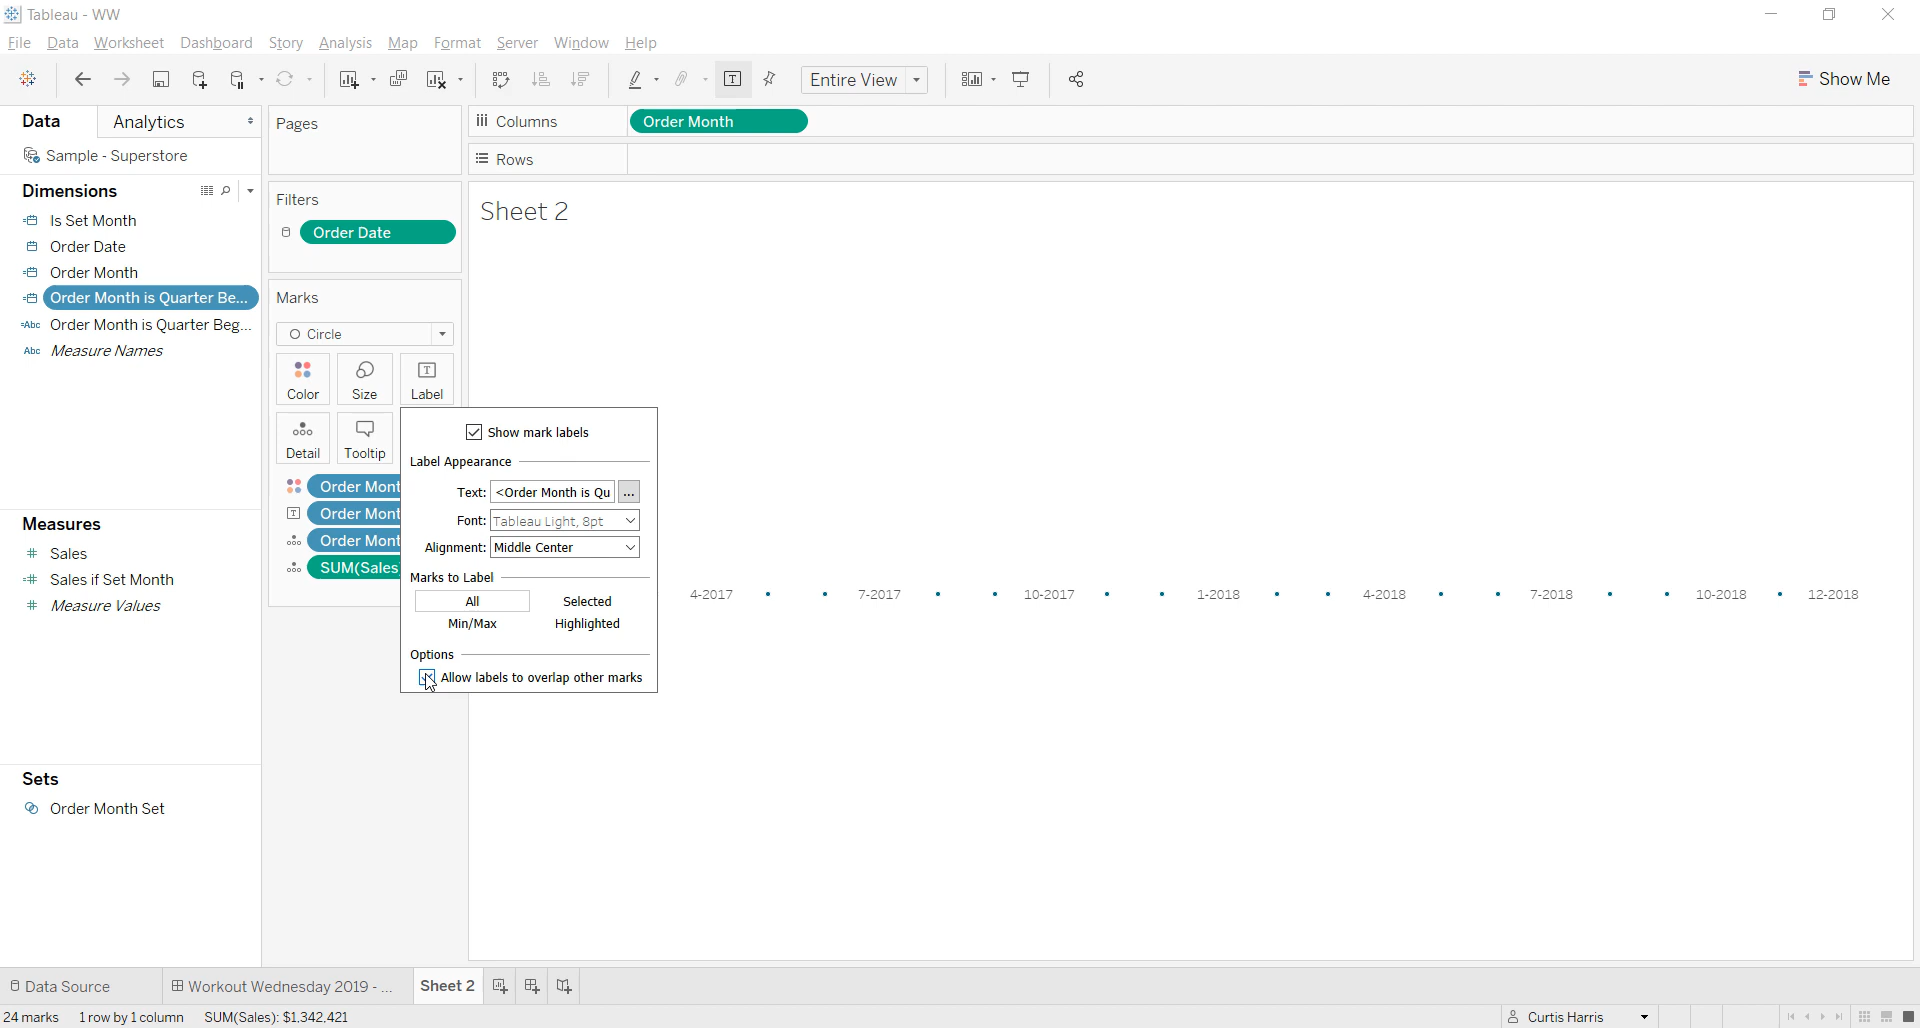 Tableau - WW
File Data Worksheet Dashboard Story Analysis Map Format Server Window Help
Entire View
Show Me
Data Analytics
Sample - Superstore
Dimensions
Is Set Month
Order Date
Order Month
Order Month is Quarter Be...
Abc Order Month is Quarter Beg...
Abc Measure Names
Measures
Sales
Sales if Set Month
Measure Values
Sets
Order Month Set
Pages
Filters
Order Date
Marks
Circle
Color Size Label
Detail Tooltip
Order Mont
Order Mont
Order Mont
SUM(Sales)
Columns Order Month
Rows
Sheet 2
Show mark labels
Label Appearance
Text: <Order Month is Qu ...
Font: Tableau Light, 8pt
Alignment: Middle Center
Marks to Label
All Selected
Min/Max Highlighted
Options
Allow labels to overlap other marks
4-2017 7-2017 10-2017 1-2018 4-2018 7-2018 10-2018 12-2018
Data Source Workout Wednesday 2019 - ... Sheet 2
24 marks 1 row by 1 column SUM(Sales): $1,342,421
Curtis Harris